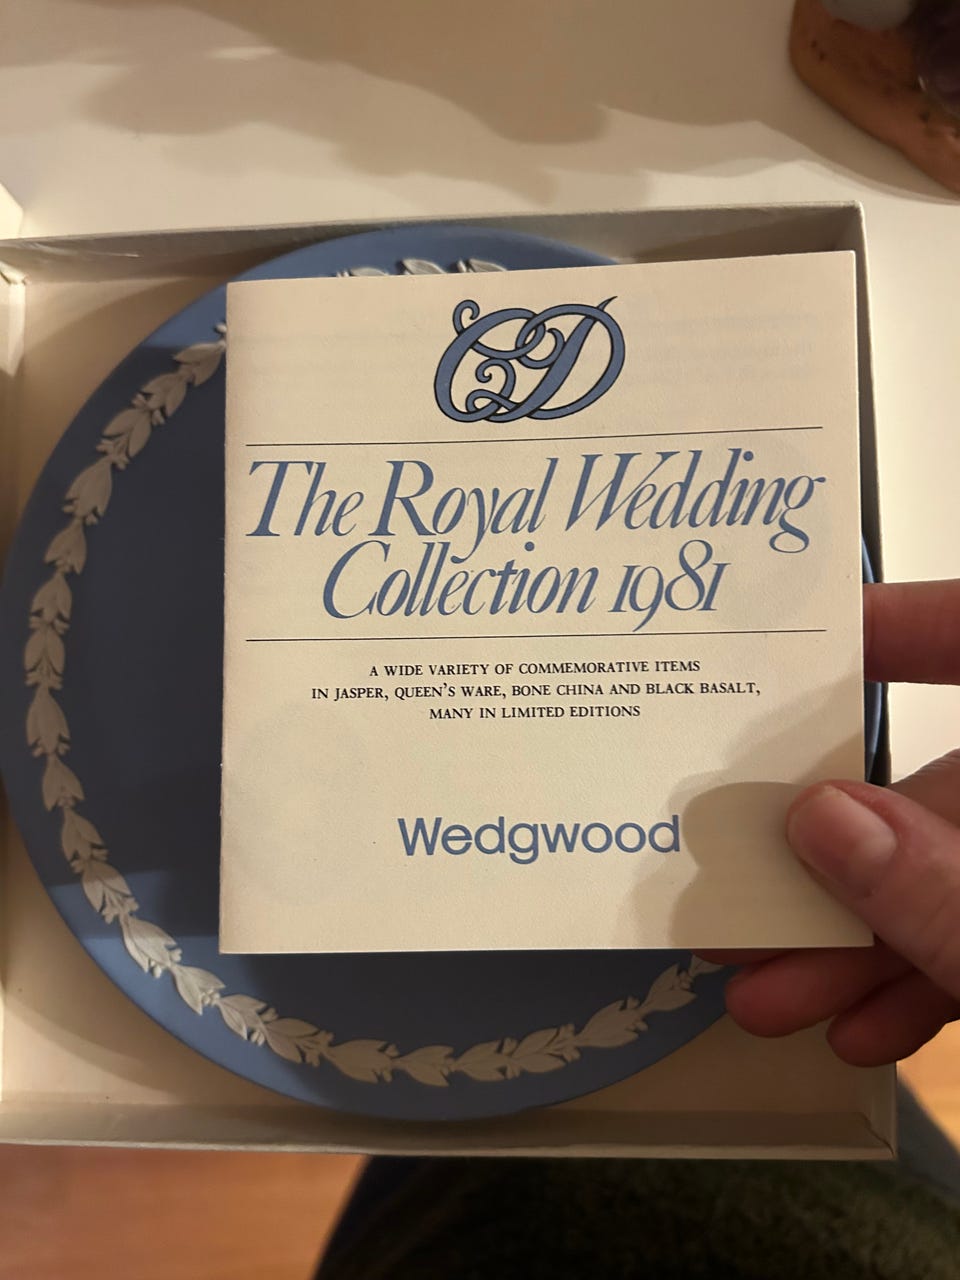 CD
The Royal Wedding
Collection 1981
A WIDE VARIETY OF COMMEMORATIVE ITEMS
IN JASPER, QUEEN'S WARE, BONE CHINA AND BLACK BASALT,
MANY IN LIMITED EDITIONS
Wedgwood